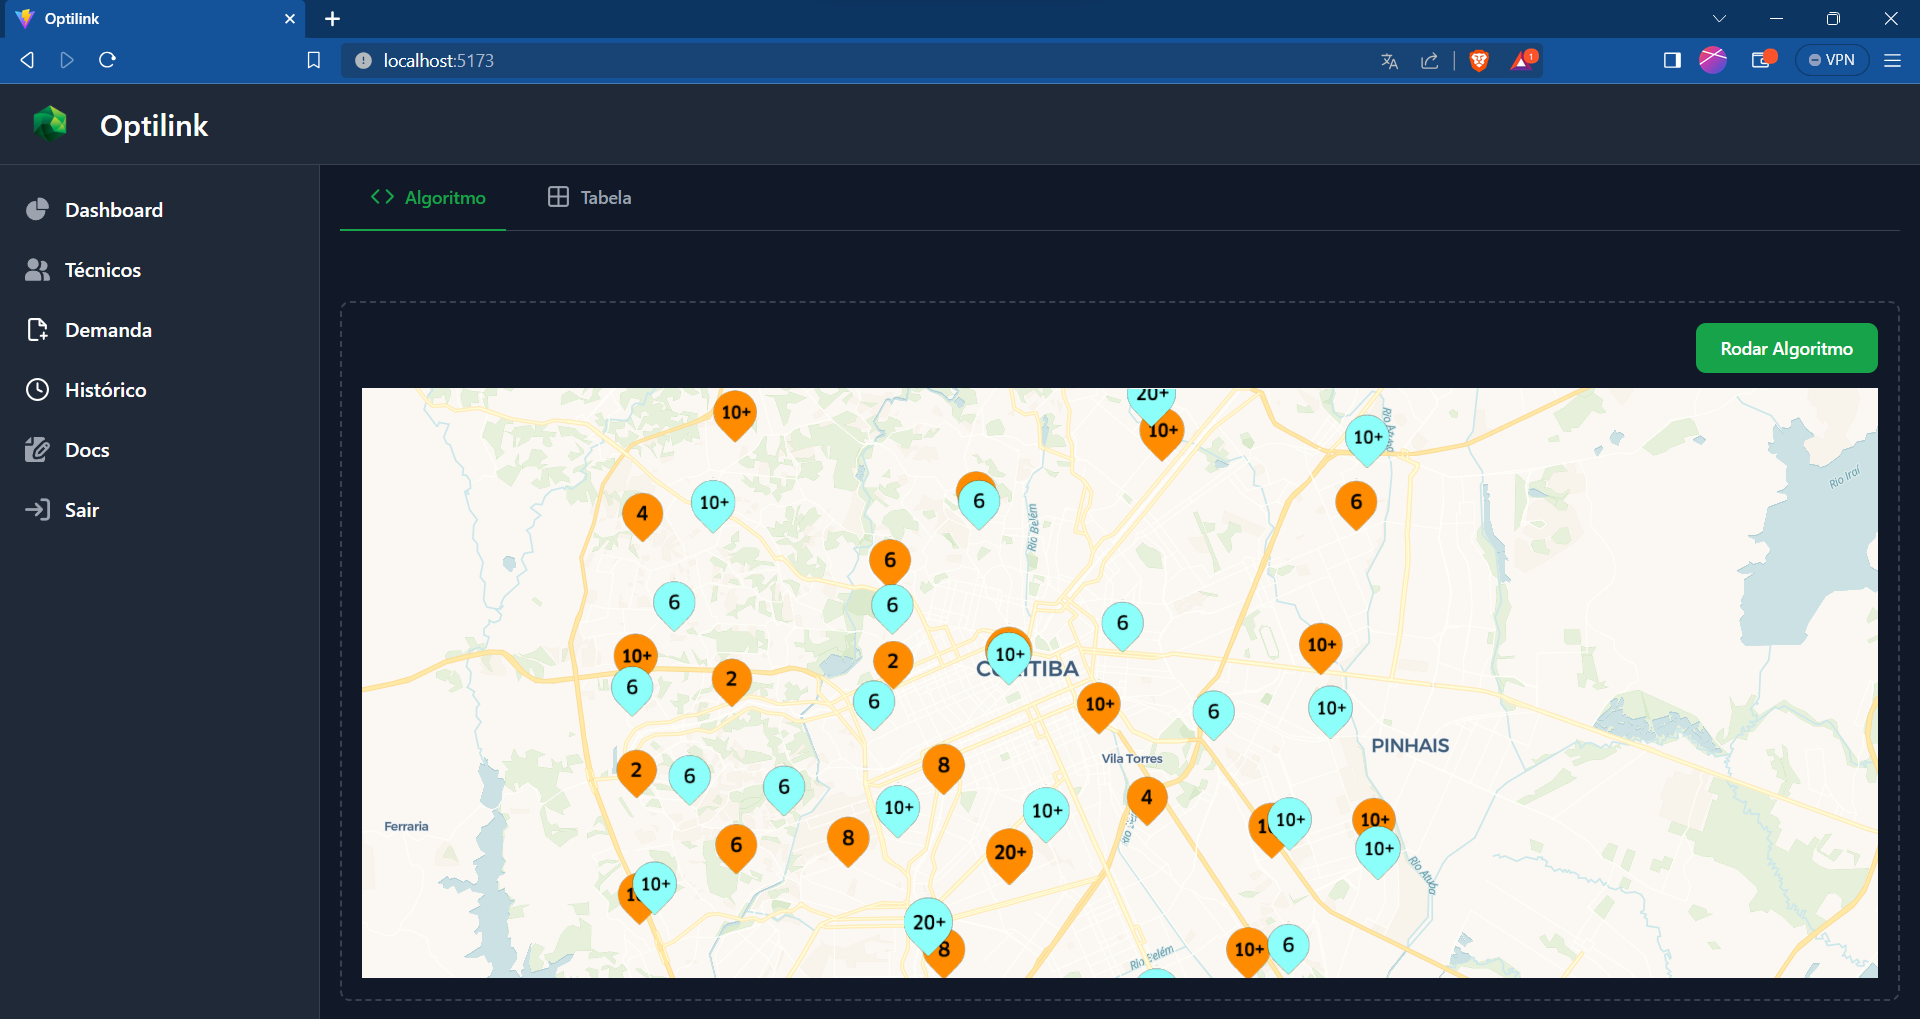 Optilink
localhost:5173
1
VPN
Optilink
Dashboard
Técnicos
Demanda
Histórico
Docs
Sair
Algoritmo
Tabela
Rodar Algoritmo
10+
20+
10+
10+
Rio Iraí
4
10+
6
6
Rio Belém
6
6
6
6
10+
6
2
2
6
10+
CURITIBA
10+
10+
6
10+
PINHAIS
Vila Torres
2
6
6
8
4
Ferraria
6
8
10+
10+
20+
10+
10+
10+
Rio Atuba
10+
20+
8
Rio Belém
10+
6